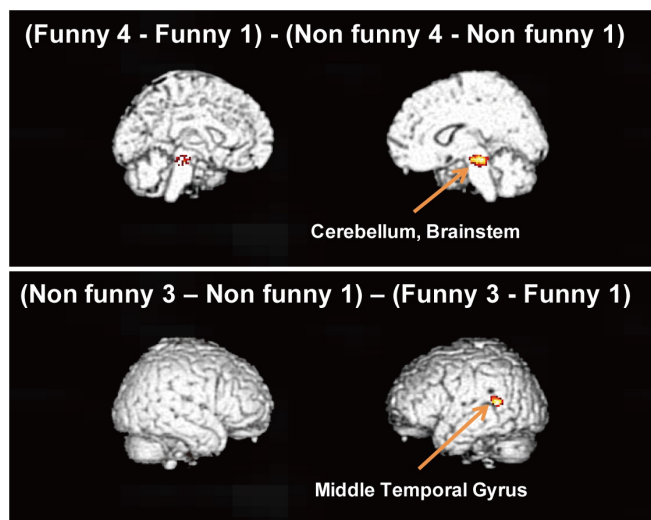 (Funny 4 - Funny 1) - (Non funny 4 - Non funny 1)
Cerebellum, Brainstem
(Non funny 3 – Non funny 1) – (Funny 3 - Funny 1)
Middle Temporal Gyrus